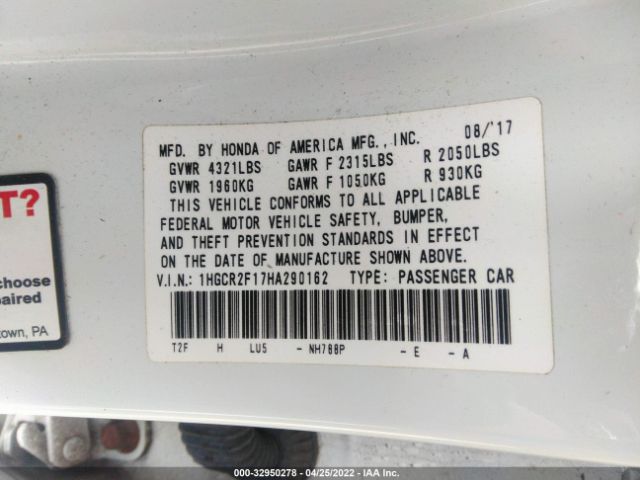 MFD. BY HONDA OF AMERICA MFG., INC. 08/'17
GVWR 4321LBS GAWR F 2315LBS R 2050LBS
GVWR 1960KG GAWR F 1050KG R 930KG
THIS VEHICLE CONFORMS TO ALL APPLICABLE
FEDERAL MOTOR VEHICLE SAFETY, BUMPER,
AND THEFT PREVENTION STANDARDS IN EFFECT
ON THE DATE OF MANUFACTURE SHOWN ABOVE.
V.I.N.: 1HGCR2F17HA290162 TYPE: PASSENGER CAR
T2F H LU5 - NH788P - E - A
T?
choose
paired
town, PA
000-32950278 - 04/25/2022 - IAA Inc.